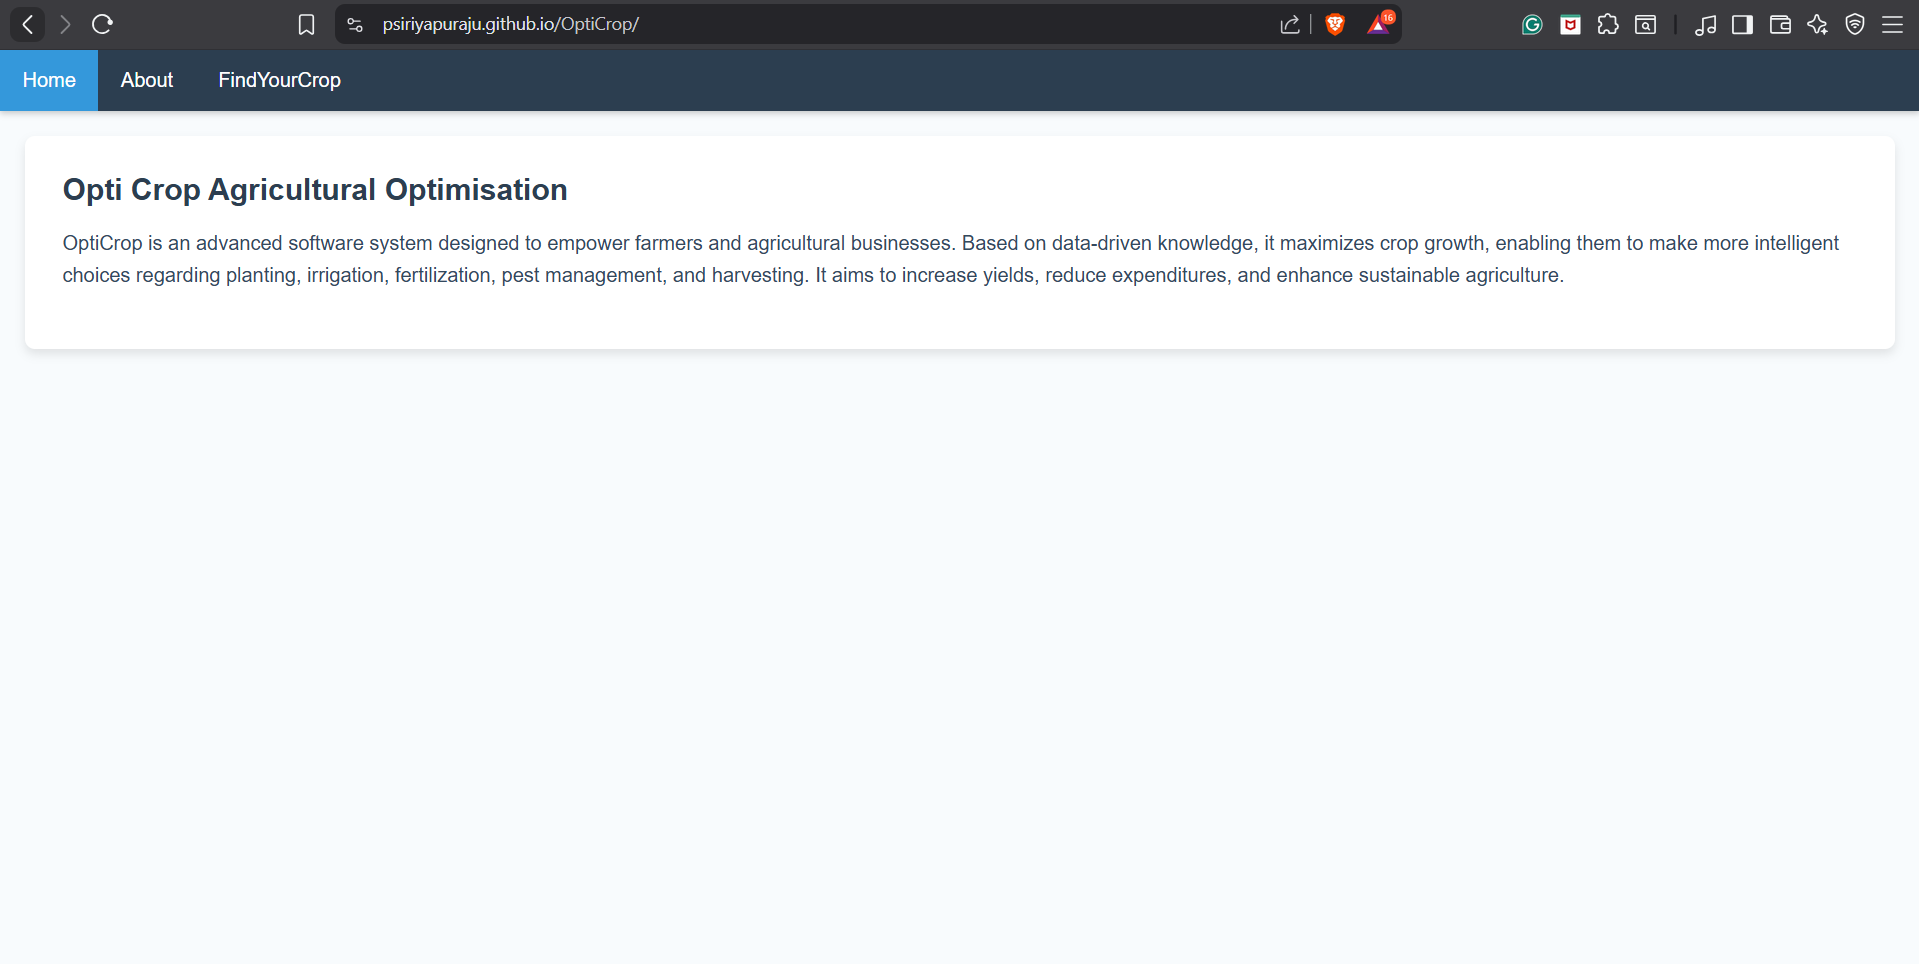 psiriyapuraju.github.io/OptiCrop/
16
Home About FindYourCrop
Opti Crop Agricultural Optimisation
OptiCrop is an advanced software system designed to empower farmers and agricultural businesses. Based on data-driven knowledge, it maximizes crop growth, enabling them to make more intelligent
choices regarding planting, irrigation, fertilization, pest management, and harvesting. It aims to increase yields, reduce expenditures, and enhance sustainable agriculture.